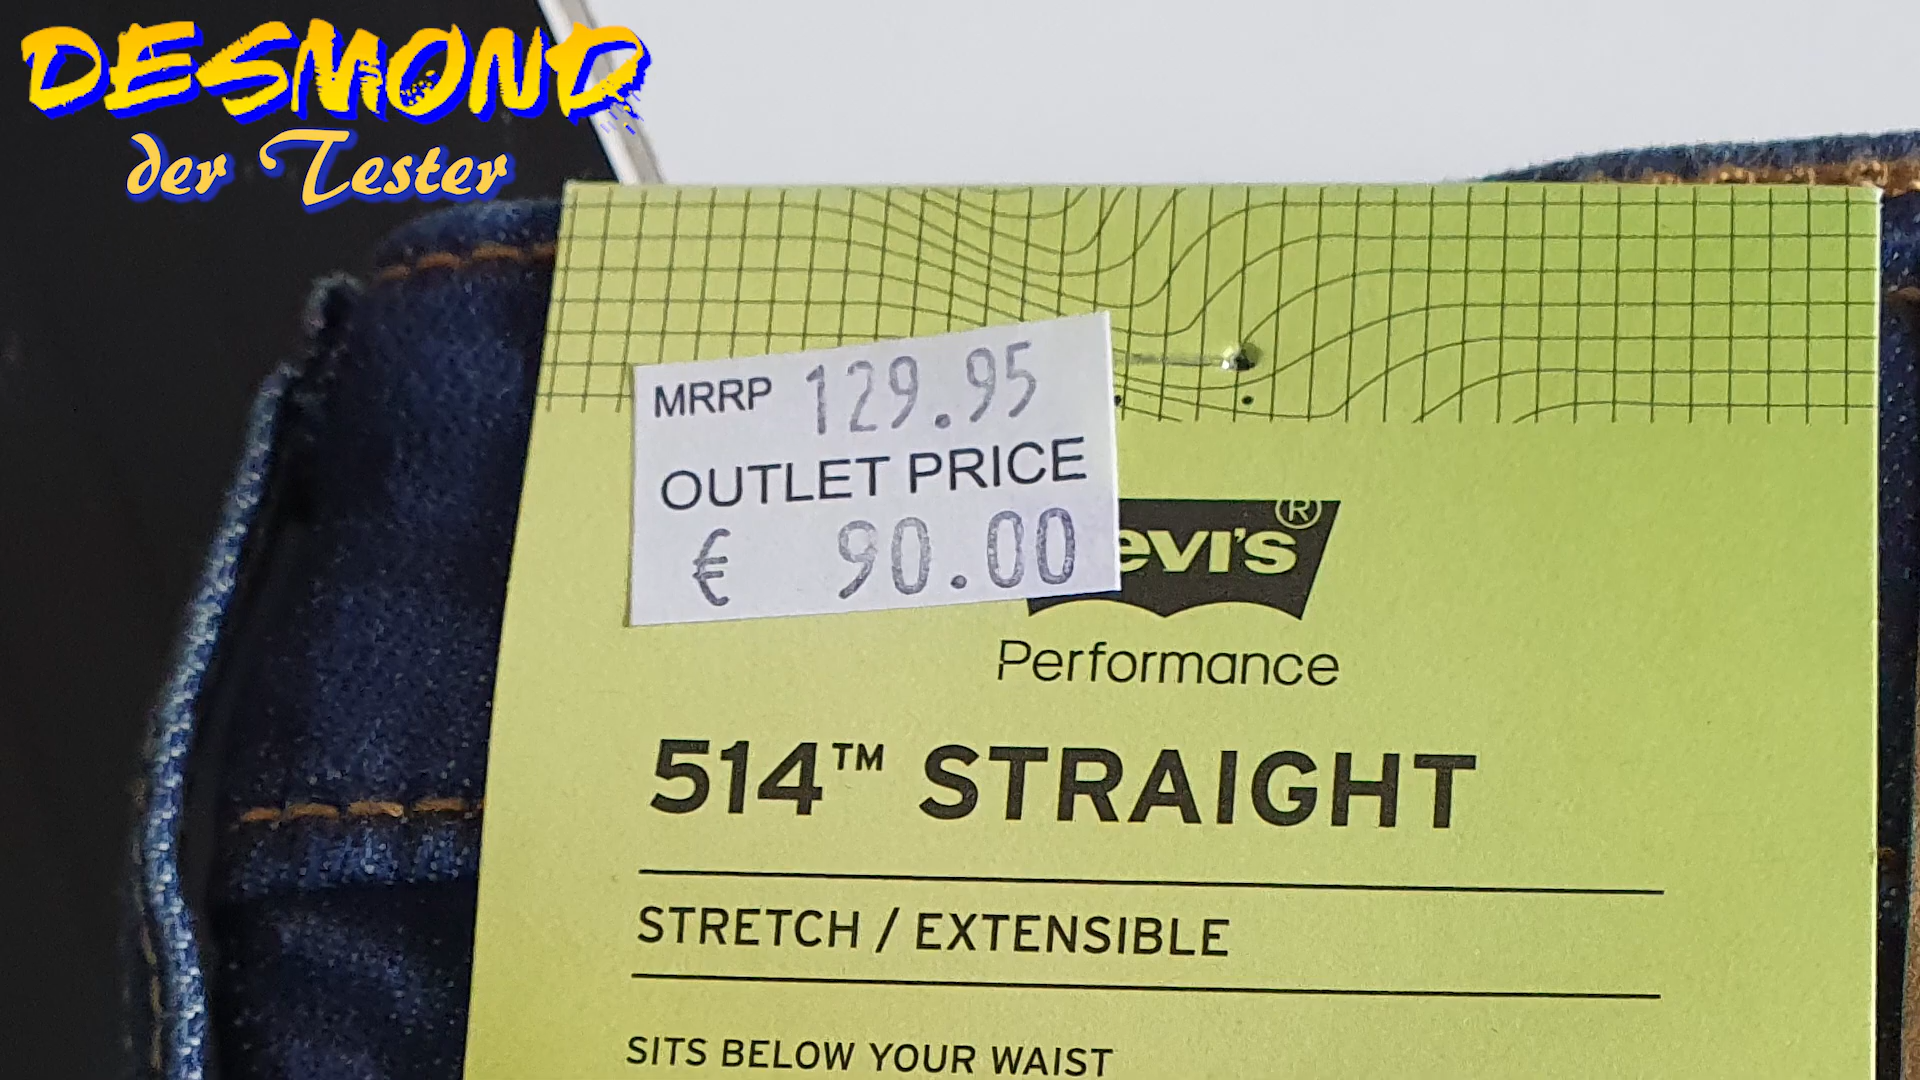 DESMOND
der Tester
MRRP 129.95
OUTLET PRICE
€ 90.00
evi's ®
Performance
514™ STRAIGHT
STRETCH / EXTENSIBLE
SITS BELOW YOUR WAIST